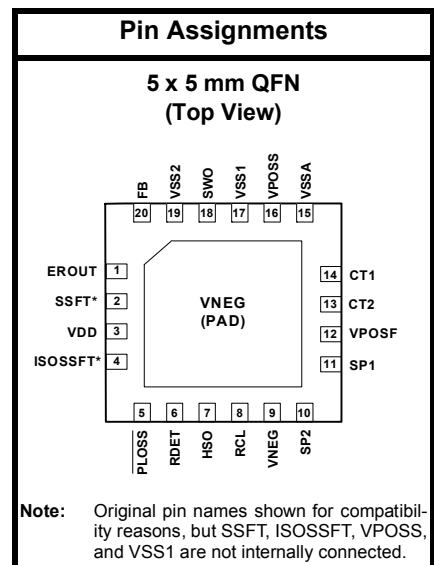 Pin Assignments
5 x 5 mm QFN
(Top View)
FB
VSS2
SWO
VSS1
VPOSS
VSSA
20 19 18 17 16 15
EROUT 1
SSFT* 2
VDD 3
ISOSSFT* 4
VNEG
(PAD)
14 CT1
13 CT2
12 VPOSF
11 SP1
5 6 7 8 9 10
PLOSS
RDET
HSO
RCL
VNEG
SP2
Note: Original pin names shown for compatibil-
ity reasons, but SSFT, ISOSSFT, VPOSS,
and VSS1 are not internally connected.